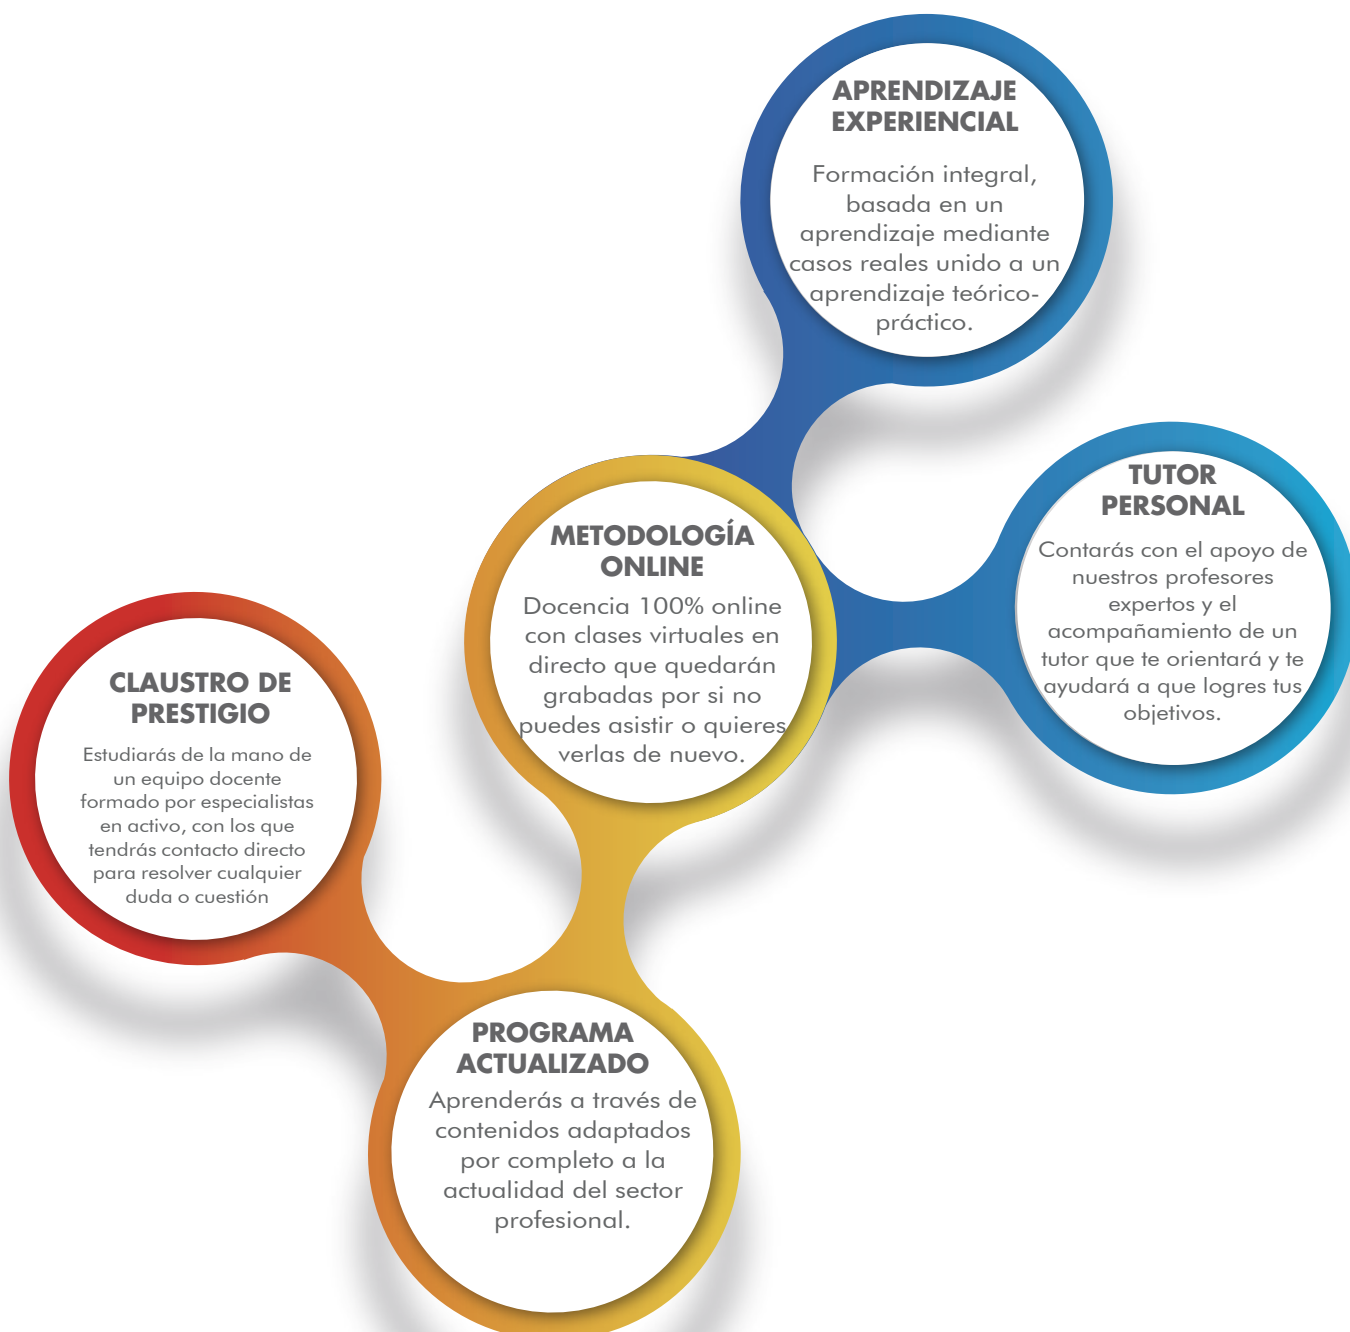 APRENDIZAJE
EXPERIENCIAL
Formación integral,
basada en un
aprendizaje mediante
casos reales unido a un
aprendizaje teórico-
práctico.
TUTOR
PERSONAL
Contarás con el apoyo de
nuestros profesores
expertos y el
acompañamiento de un
tutor que te orientará y te
ayudará a que logres tus
objetivos.
METODOLOGÍA
ONLINE
Docencia 100% online
con clases virtuales en
directo que quedarán
grabadas por si no
puedes asistir o quieres
verlas de nuevo.
CLAUSTRO DE
PRESTIGIO
Estudiarás de la mano de
un equipo docente
formado por especialistas
en activo, con los que
tendrás contacto directo
para resolver cualquier
duda o cuestión
PROGRAMA
ACTUALIZADO
Aprenderás a través de
contenidos adaptados
por completo a la
actualidad del sector
profesional.